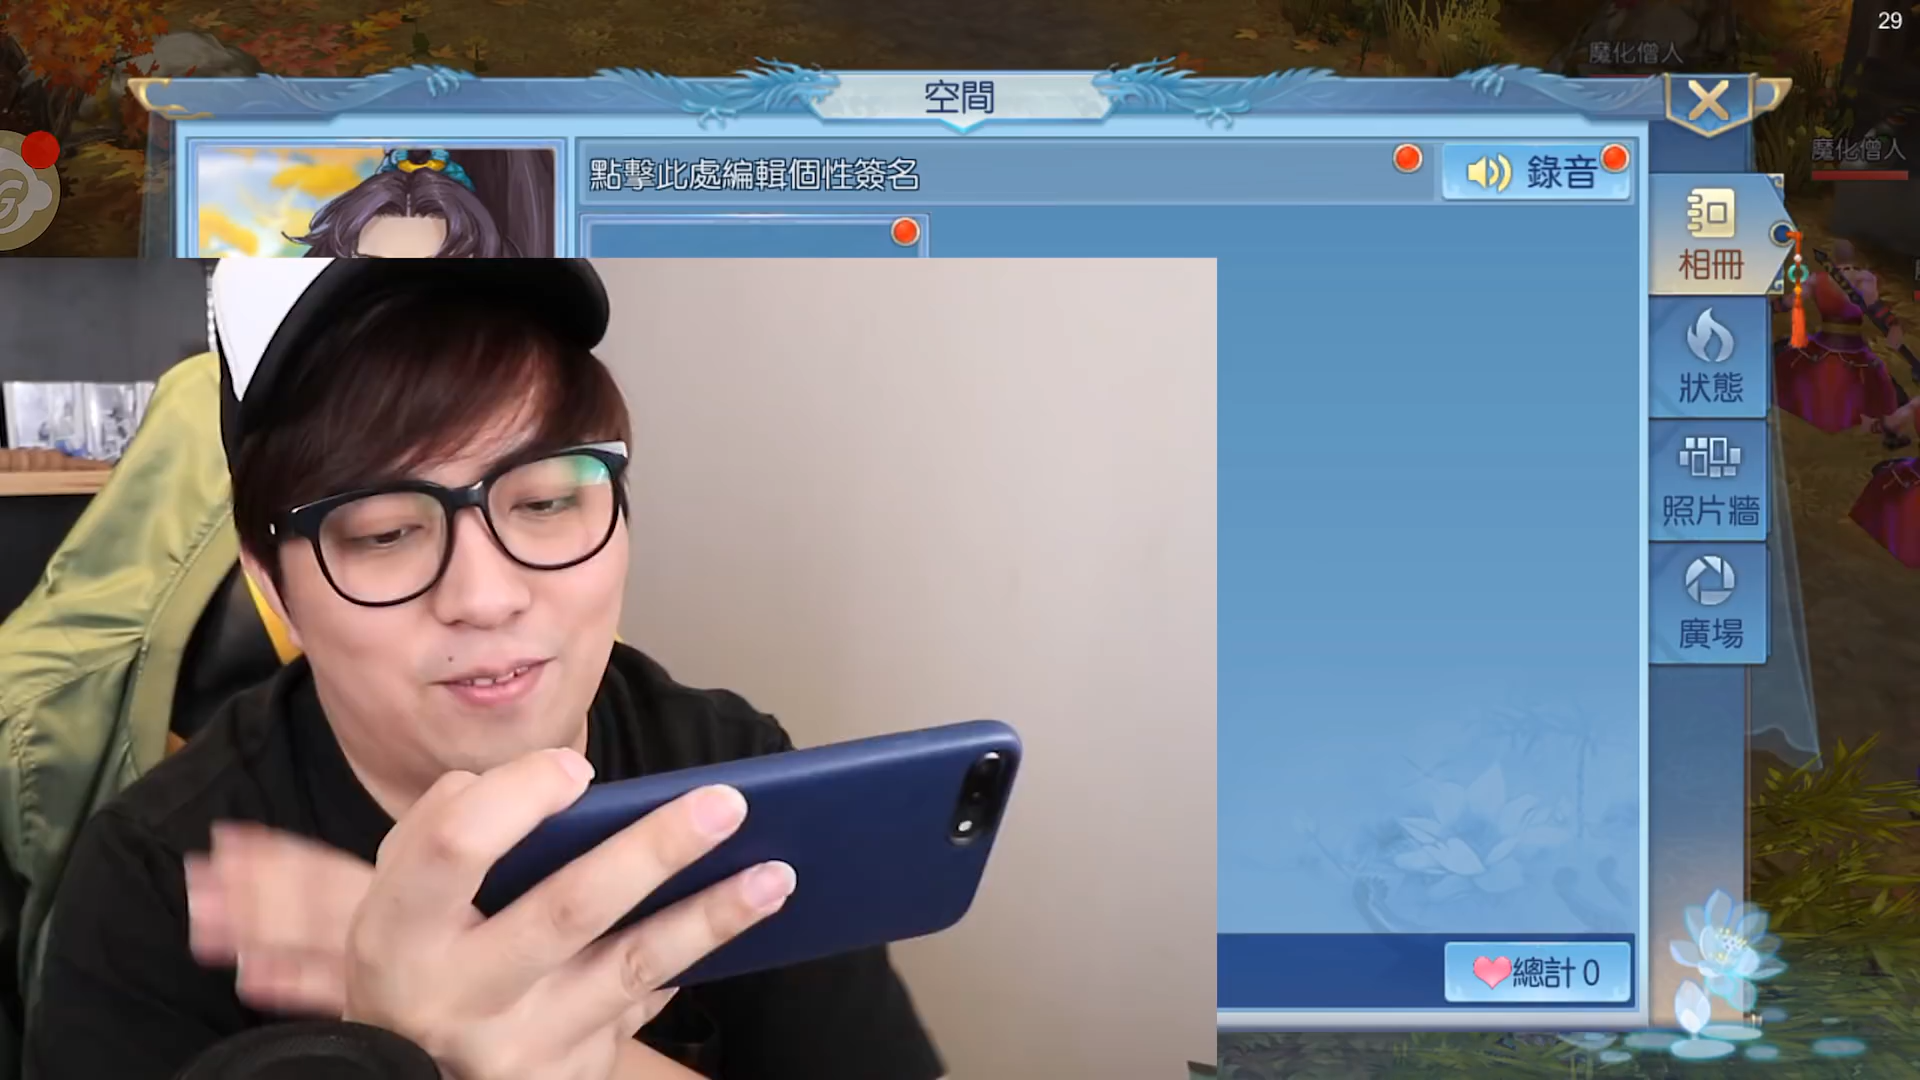 29
魔化僧人
空間
魔化僧人
點擊此處編輯個性簽名
錄音
相冊
狀態
照片牆
廣場
總計 0